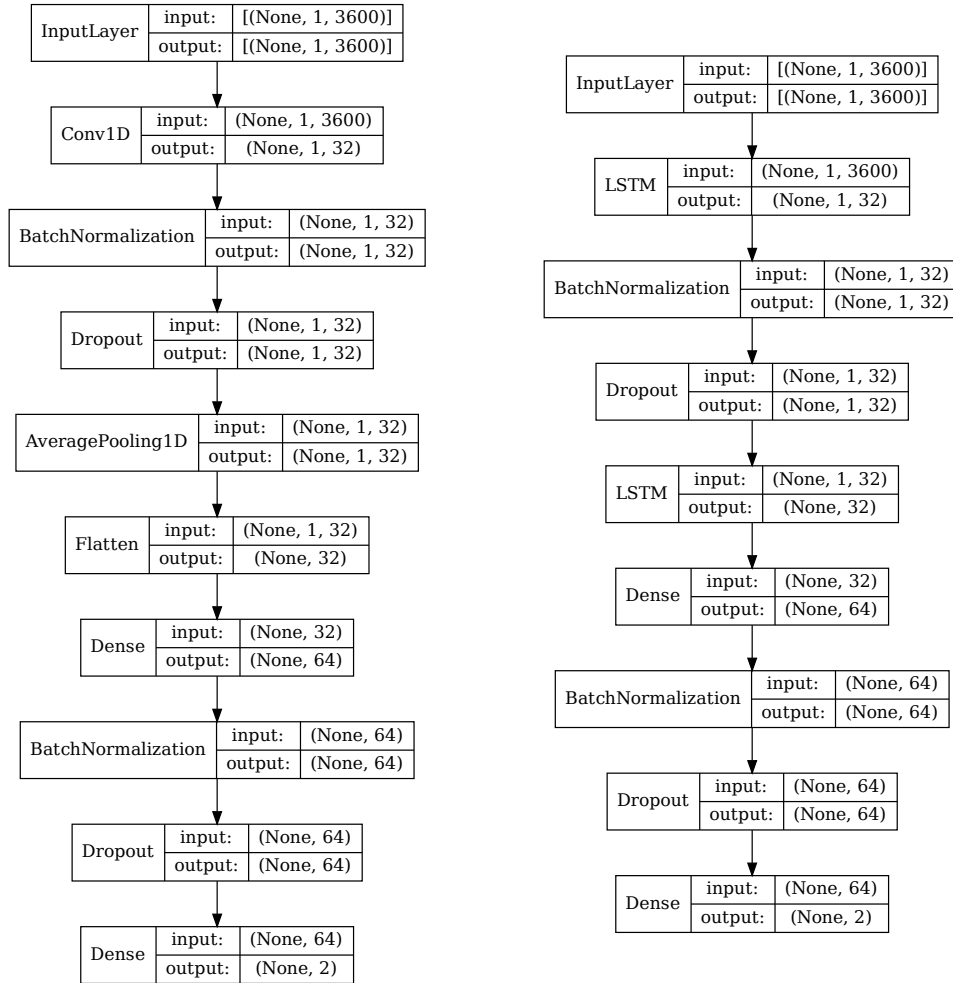 InputLayer input: [(None, 1, 3600)]
output: [(None, 1, 3600)]
Conv1D input: (None, 1, 3600)
output: (None, 1, 32)
BatchNormalization input: (None, 1, 32)
output: (None, 1, 32)
Dropout input: (None, 1, 32)
output: (None, 1, 32)
AveragePooling1D input: (None, 1, 32)
output: (None, 1, 32)
Flatten input: (None, 1, 32)
output: (None, 32)
Dense input: (None, 32)
output: (None, 64)
BatchNormalization input: (None, 64)
output: (None, 64)
Dropout input: (None, 64)
output: (None, 64)
Dense input: (None, 64)
output: (None, 2)
InputLayer input: [(None, 1, 3600)]
output: [(None, 1, 3600)]
LSTM input: (None, 1, 3600)
output: (None, 1, 32)
BatchNormalization input: (None, 1, 32)
output: (None, 1, 32)
Dropout input: (None, 1, 32)
output: (None, 1, 32)
LSTM input: (None, 1, 32)
output: (None, 32)
Dense input: (None, 32)
output: (None, 64)
BatchNormalization input: (None, 64)
output: (None, 64)
Dropout input: (None, 64)
output: (None, 64)
Dense input: (None, 64)
output: (None, 2)